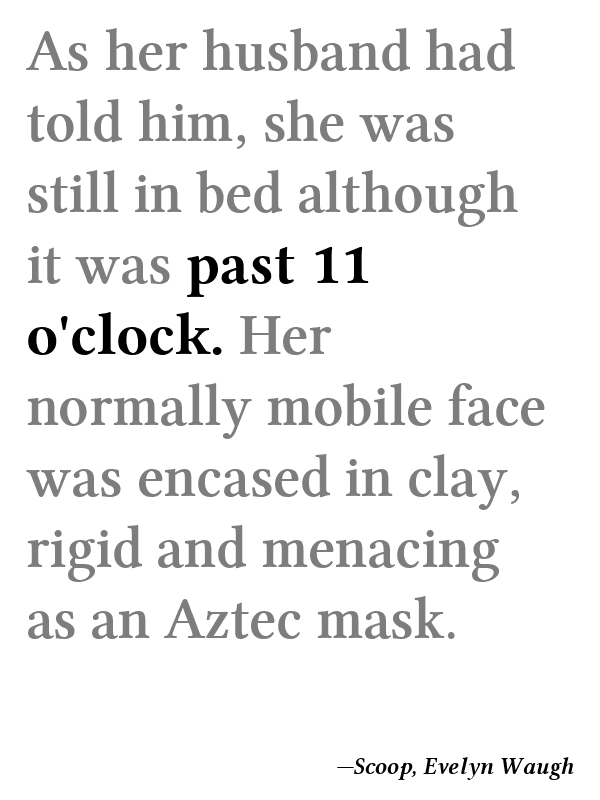 As her husband had
told him, she was
still in bed although
it was past 11
o'clock. Her
normally mobile face
was encased in clay,
rigid and menacing
as an Aztec mask.
—Scoop, Evelyn Waugh